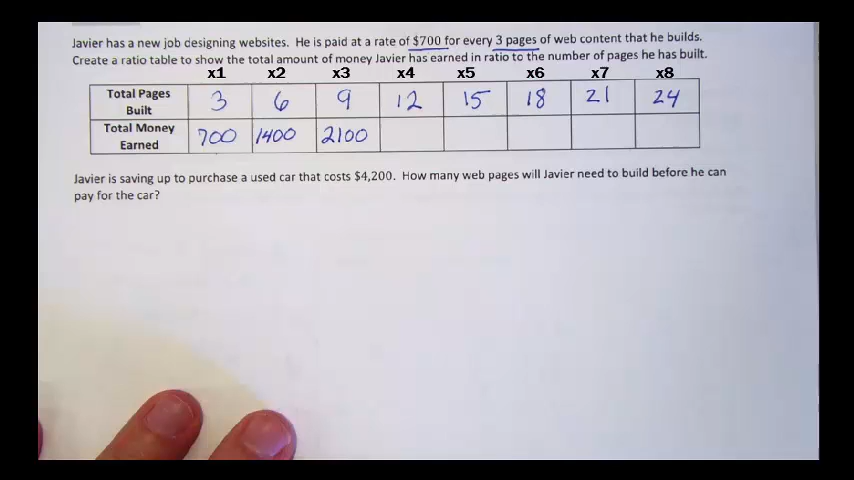 Javier has a new job designing websites. He is paid at a rate of $700 for every 3 pages of web content that he builds.
Create a ratio table to show the total amount of money Javier has earned in ratio to the number of pages he has built.
x1 x2 x3 x4 x5 x6 x7 x8
Total Pages Built 3 6 9 12 15 18 21 24
Total Money Earned 700 1400 2100
Javier is saving up to purchase a used car that costs $4,200. How many web pages will Javier need to build before he can
pay for the car?